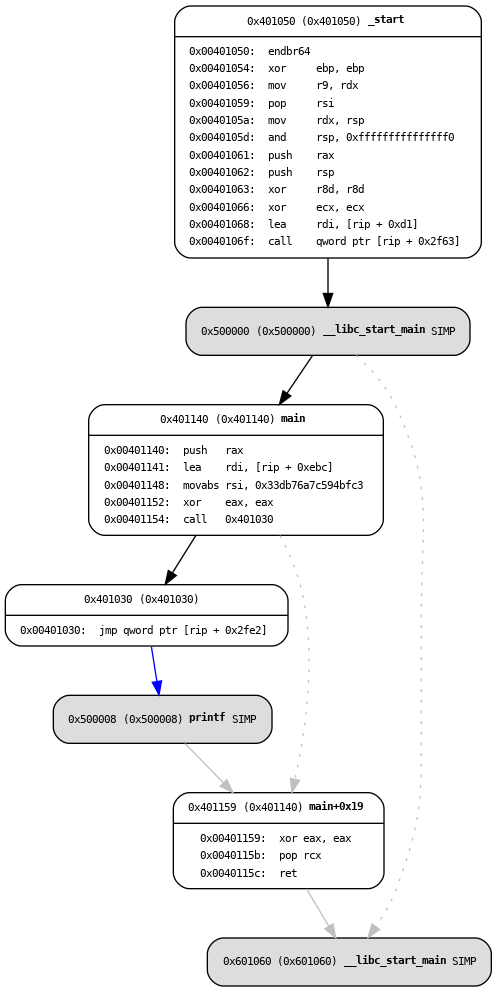 0x401050 (0x401050) _start
0x00401050: endbr64
0x00401054: xor ebp, ebp
0x00401056: mov r9, rdx
0x00401059: pop rsi
0x0040105a: mov rdx, rsp
0x0040105d: and rsp, 0xfffffffffffffff0
0x00401061: push rax
0x00401062: push rsp
0x00401063: xor r8d, r8d
0x00401066: xor ecx, ecx
0x00401068: lea rdi, [rip + 0xd1]
0x0040106f: call qword ptr [rip + 0x2f63]
0x500000 (0x500000) __libc_start_main SIMP
0x401140 (0x401140) main
0x00401140: push rax
0x00401141: lea rdi, [rip + 0xebc]
0x00401148: movabs rsi, 0x33db76a7c594bfc3
0x00401152: xor eax, eax
0x00401154: call 0x401030
0x401030 (0x401030)
0x00401030: jmp qword ptr [rip + 0x2fe2]
0x500008 (0x500008) printf SIMP
0x401159 (0x401140) main+0x19
0x00401159: xor eax, eax
0x0040115b: pop rcx
0x0040115c: ret
0x601060 (0x601060) __libc_start_main SIMP